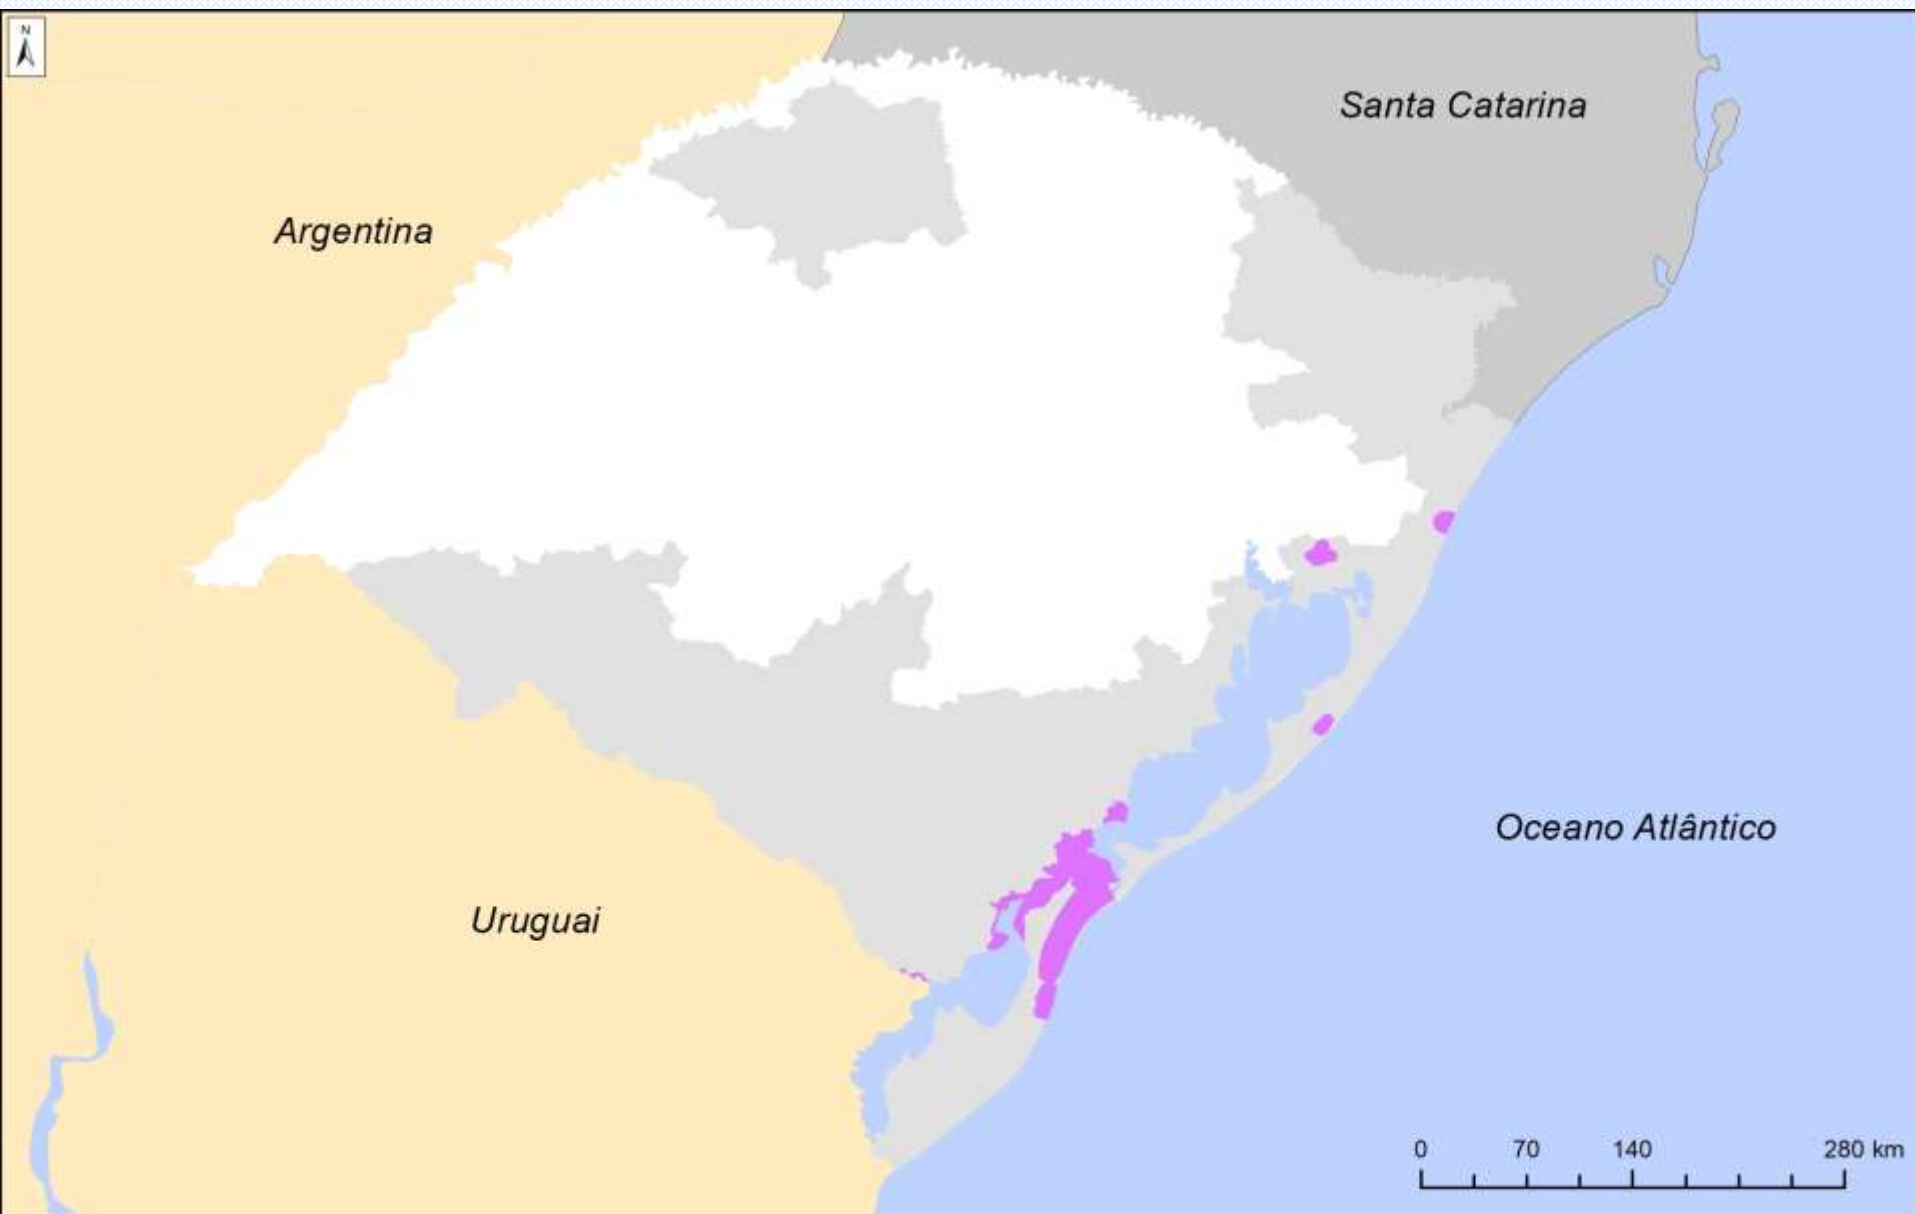 N
Santa Catarina
Argentina
Oceano Atlântico
Uruguai
0 70 140 280 km